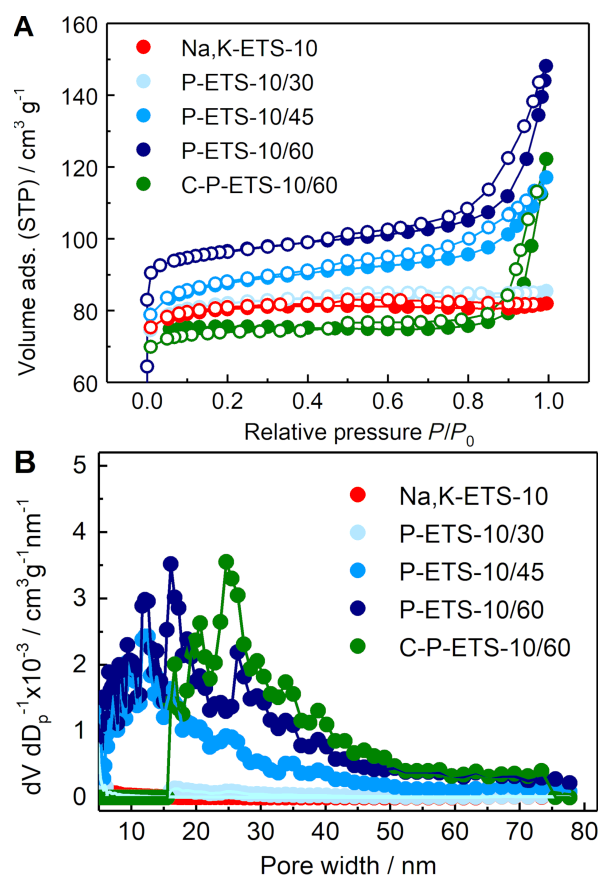 A
160
140
120
100
80
60
Volume ads. (STP) / cm³ g⁻¹
Na,K-ETS-10
P-ETS-10/30
P-ETS-10/45
P-ETS-10/60
C-P-ETS-10/60
0.0 0.2 0.4 0.6 0.8 1.0
Relative pressure P/P₀
B
5
4
3
2
1
0
dV dDₚ⁻¹x10⁻³ / cm³g⁻¹nm⁻¹
Na,K-ETS-10
P-ETS-10/30
P-ETS-10/45
P-ETS-10/60
C-P-ETS-10/60
10 20 30 40 50 60 70 80
Pore width / nm